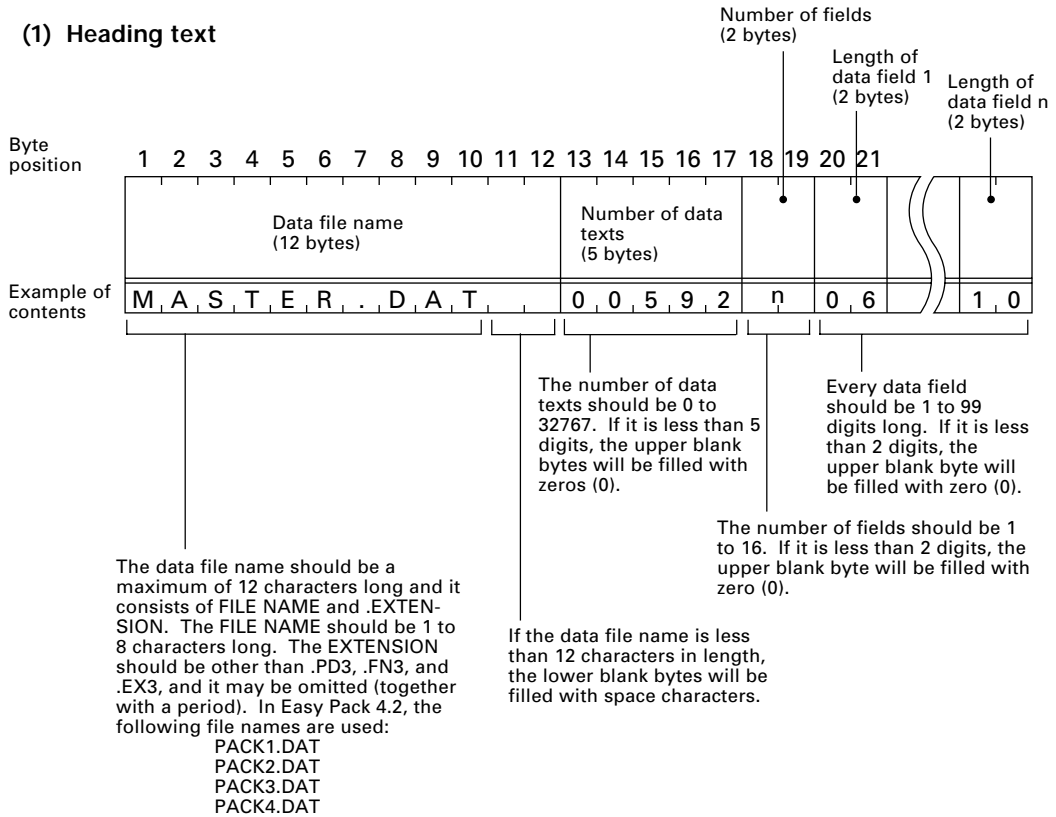 (1) Heading text
Number of fields
(2 bytes)
Length of
data field 1
(2 bytes)
Length of
data field n
(2 bytes)
Byte
position
1 2 3 4 5 6 7 8 9 10 11 12 13 14 15 16 17 18 19 20 21
Data file name
(12 bytes)
Number of data
texts
(5 bytes)
Example of
contents
M A S T E R . D A T 0 0 5 9 2 n 0 6 1 0
The number of data
texts should be 0 to
32767. If it is less than 5
digits, the upper blank
bytes will be filled with
zeros (0).
Every data field
should be 1 to 99
digits long. If it is less
than 2 digits, the
upper blank byte will
be filled with zero (0).
The number of fields should be 1
to 16. If it is less than 2 digits, the
upper blank byte will be filled with
zero (0).
The data file name should be a
maximum of 12 characters long and it
consists of FILE NAME and .EXTEN-
SION. The FILE NAME should be 1 to
8 characters long. The EXTENSION
should be other than .PD3, .FN3, and
.EX3, and it may be omitted (together
with a period). In Easy Pack 4.2, the
following file names are used:
PACK1.DAT
PACK2.DAT
PACK3.DAT
PACK4.DAT
If the data file name is less
than 12 characters in length,
the lower blank bytes will be
filled with space characters.